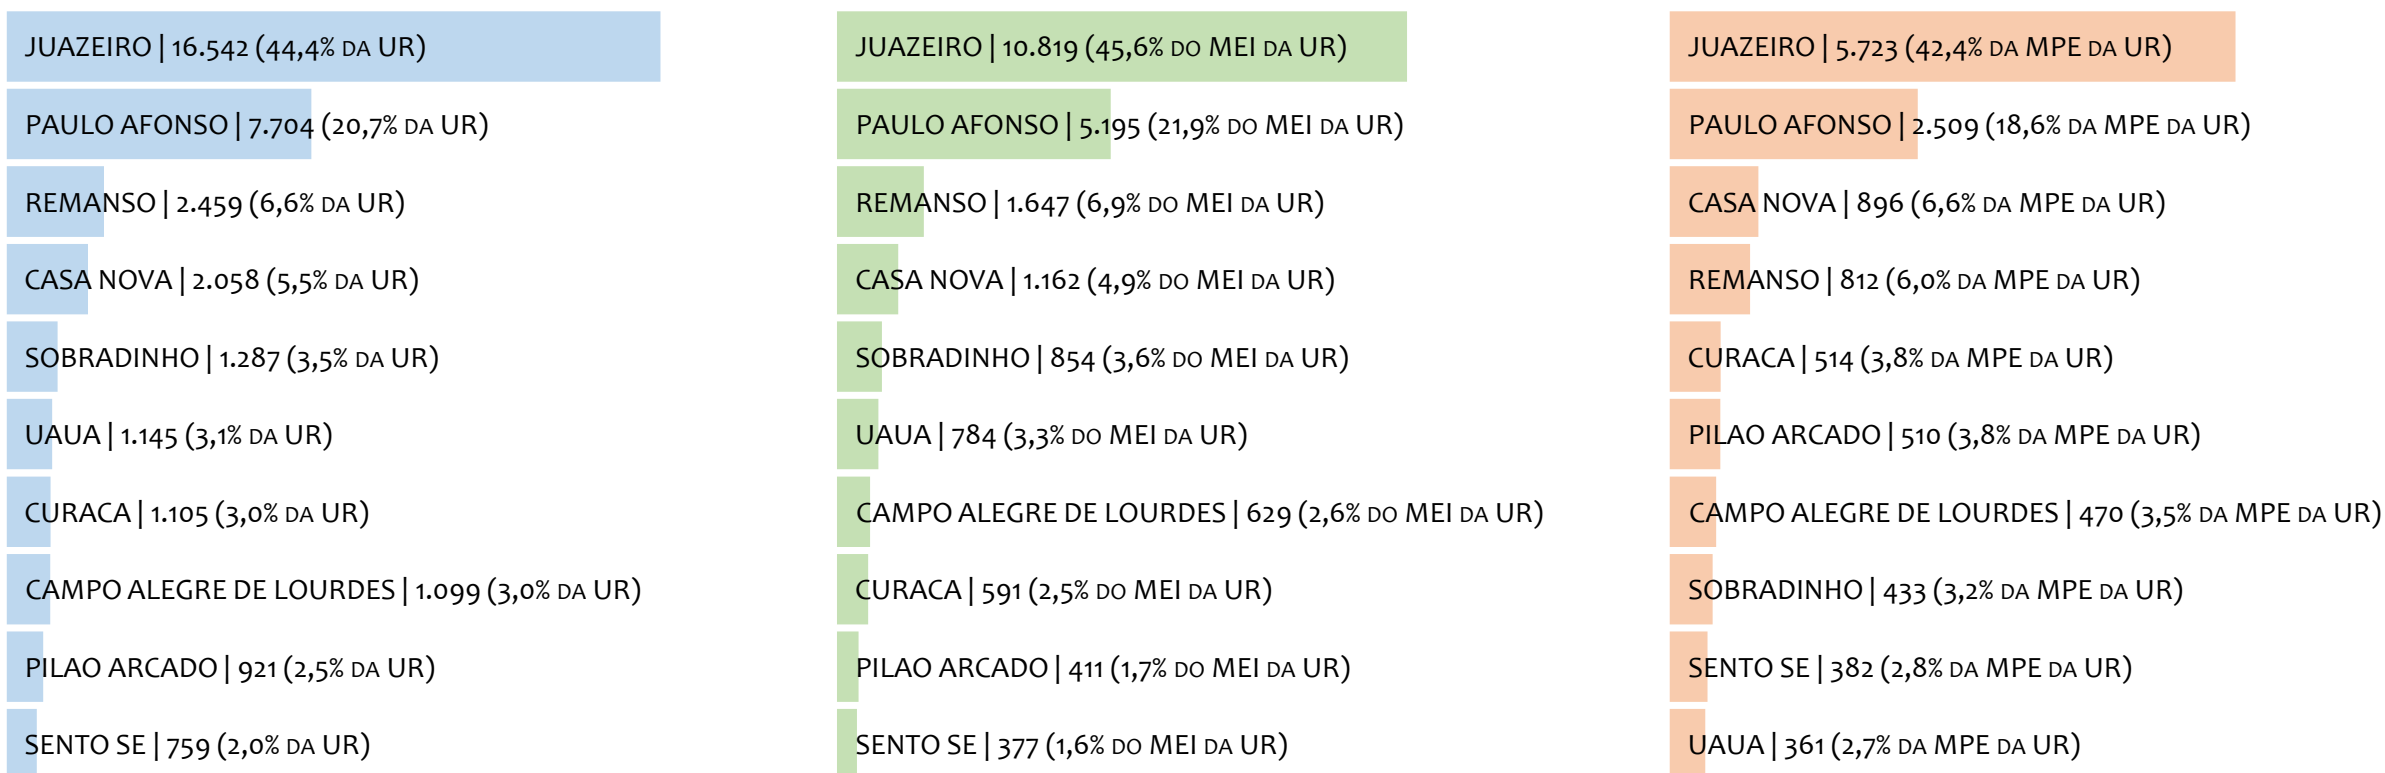 JUAZEIRO | 16.542 (44,4% DA UR)
PAULO AFONSO | 7.704 (20,7% DA UR)
REMANSO | 2.459 (6,6% DA UR)
CASA NOVA | 2.058 (5,5% DA UR)
SOBRADINHO | 1.287 (3,5% DA UR)
UAUA | 1.145 (3,1% DA UR)
CURACA | 1.105 (3,0% DA UR)
CAMPO ALEGRE DE LOURDES | 1.099 (3,0% DA UR)
PILAO ARCADO | 921 (2,5% DA UR)
SENTO SE | 759 (2,0% DA UR)
JUAZEIRO | 10.819 (45,6% DO MEI DA UR)
PAULO AFONSO | 5.195 (21,9% DO MEI DA UR)
REMANSO | 1.647 (6,9% DO MEI DA UR)
CASA NOVA | 1.162 (4,9% DO MEI DA UR)
SOBRADINHO | 854 (3,6% DO MEI DA UR)
UAUA | 784 (3,3% DO MEI DA UR)
CAMPO ALEGRE DE LOURDES | 629 (2,6% DO MEI DA UR)
CURACA | 591 (2,5% DO MEI DA UR)
PILAO ARCADO | 411 (1,7% DO MEI DA UR)
SENTO SE | 377 (1,6% DO MEI DA UR)
JUAZEIRO | 5.723 (42,4% DA MPE DA UR)
PAULO AFONSO | 2.509 (18,6% DA MPE DA UR)
CASA NOVA | 896 (6,6% DA MPE DA UR)
REMANSO | 812 (6,0% DA MPE DA UR)
CURACA | 514 (3,8% DA MPE DA UR)
PILAO ARCADO | 510 (3,8% DA MPE DA UR)
CAMPO ALEGRE DE LOURDES | 470 (3,5% DA MPE DA UR)
SOBRADINHO | 433 (3,2% DA MPE DA UR)
SENTO SE | 382 (2,8% DA MPE DA UR)
UAUA | 361 (2,7% DA MPE DA UR)